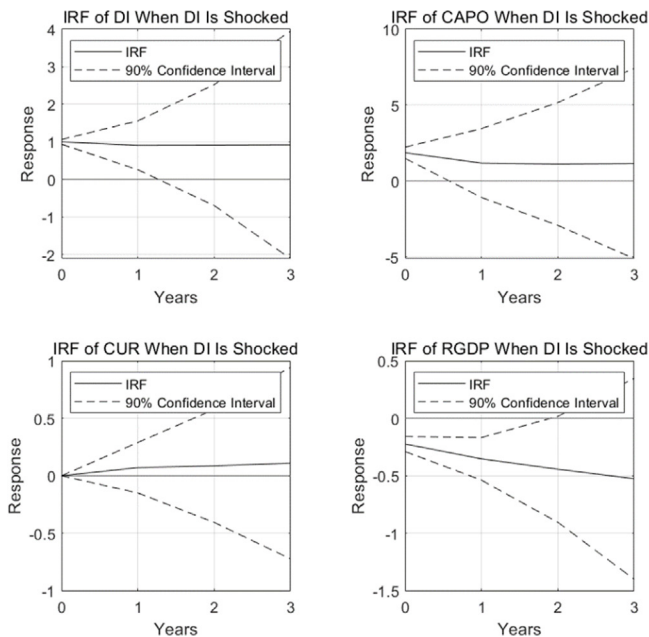 IRF of DI When DI Is Shocked
4
3
2
1
0
-1
-2
Response
IRF
90% Confidence Interval
0 1 2 3
Years
IRF of CAPO When DI Is Shocked
10
5
0
-5
Response
IRF
90% Confidence Interval
0 1 2 3
Years
IRF of CUR When DI Is Shocked
1
0.5
0
-0.5
-1
Response
IRF
90% Confidence Interval
0 1 2 3
Years
IRF of RGDP When DI Is Shocked
0.5
0
-0.5
-1
-1.5
Response
IRF
90% Confidence Interval
0 1 2 3
Years